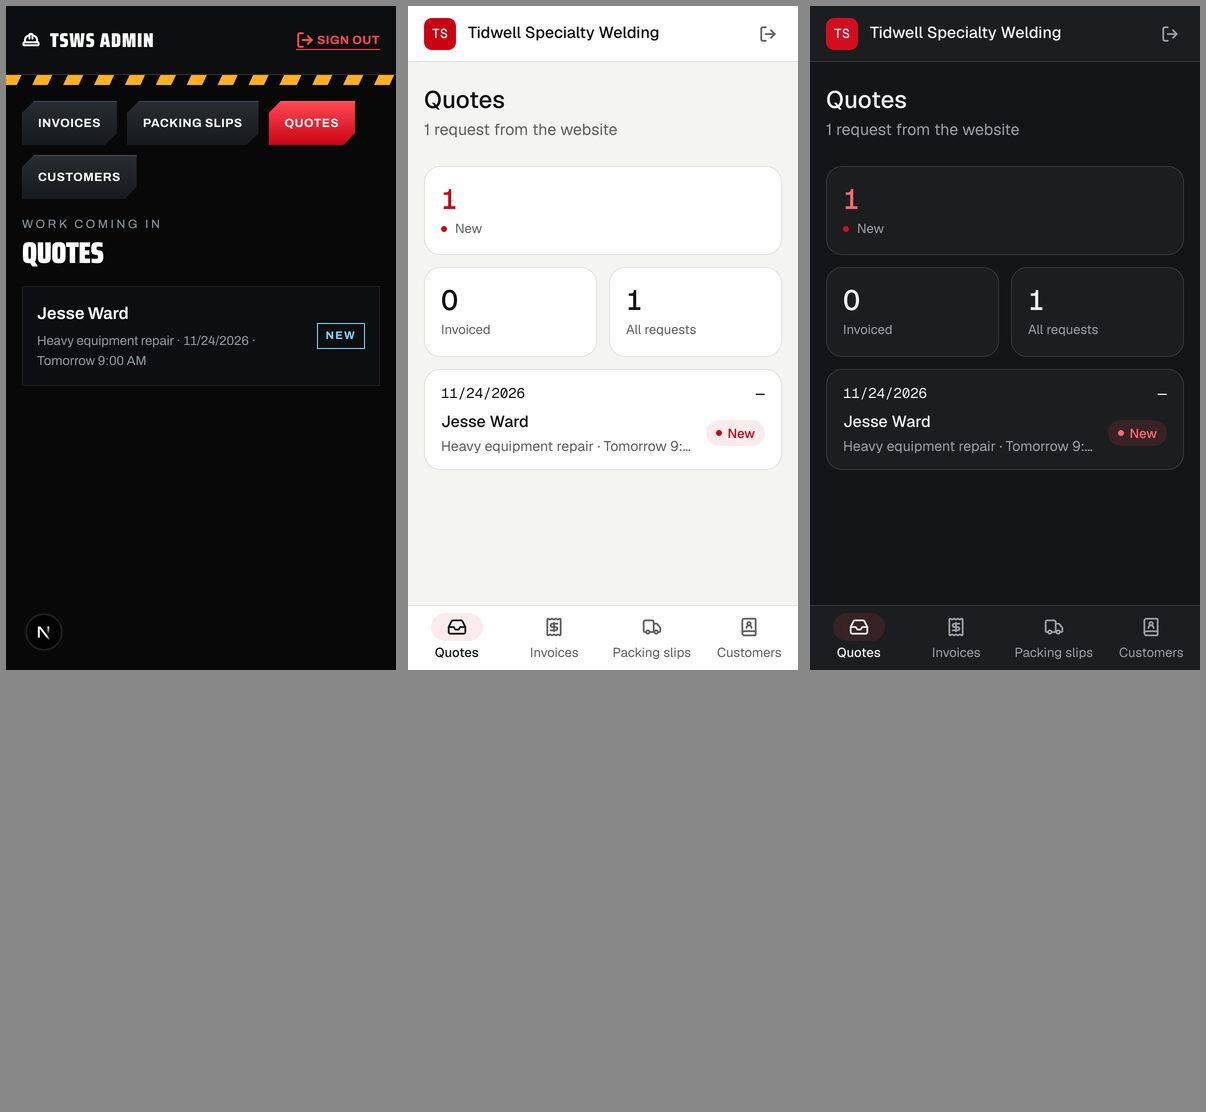 TSWS ADMIN
SIGN OUT
INVOICES
PACKING SLIPS
QUOTES
CUSTOMERS
WORK COMING IN
QUOTES
Jesse Ward
Heavy equipment repair · 11/24/2026 ·
Tomorrow 9:00 AM
NEW
N
TS
Tidwell Specialty Welding
Quotes
1 request from the website
1
New
0
Invoiced
1
All requests
11/24/2026
—
Jesse Ward
Heavy equipment repair · Tomorrow 9:...
New
Quotes
Invoices
Packing slips
Customers
TS
Tidwell Specialty Welding
Quotes
1 request from the website
1
New
0
Invoiced
1
All requests
11/24/2026
—
Jesse Ward
Heavy equipment repair · Tomorrow 9:...
New
Quotes
Invoices
Packing slips
Customers